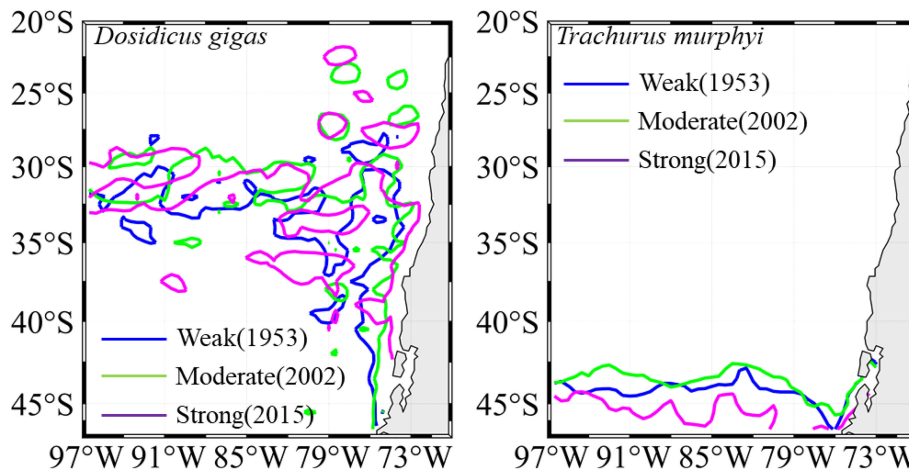 Dosidicus gigas
20°S
25°S
30°S
35°S
40°S
45°S
Weak(1953)
Moderate(2002)
Strong(2015)
97°W 91°W 85°W 79°W 73°W
Trachurus murphyi
20°S
25°S
30°S
35°S
40°S
45°S
Weak(1953)
Moderate(2002)
Strong(2015)
97°W 91°W 85°W 79°W 73°W